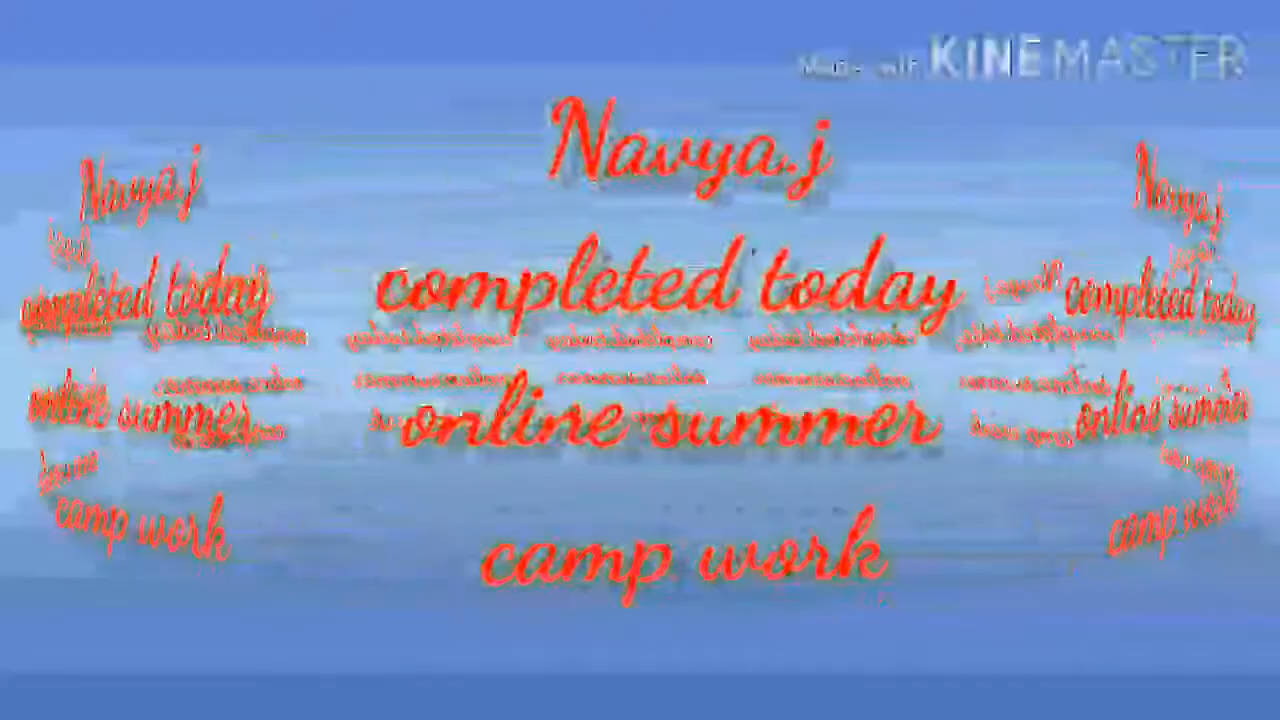 Made with KINEMASTER
Navya.j
completed today
online summer
camp work
Navya.j
completed today
online summer
camp work
Navya.j
completed today
online summer
camp work